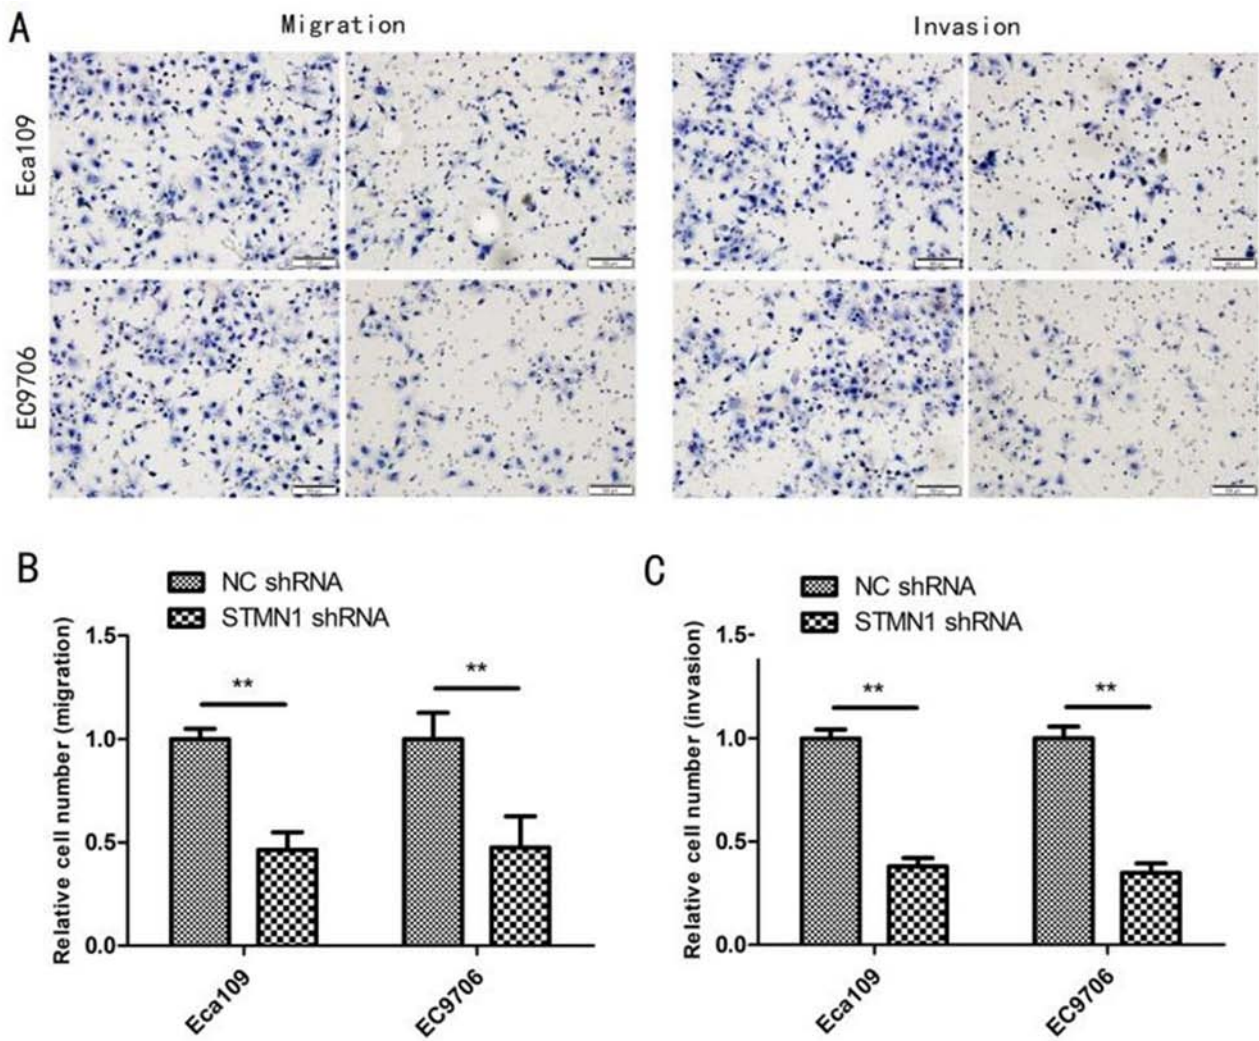 A
Migration
Invasion
Eca109
EC9706
B
NC shRNA
STMN1 shRNA
Relative cell number (migration)
1.5
1.0
0.5
0.0
**
**
Eca109
EC9706
C
NC shRNA
STMN1 shRNA
Relative cell number (invasion)
1.5
1.0
0.5
0.0
**
**
Eca109
EC9706